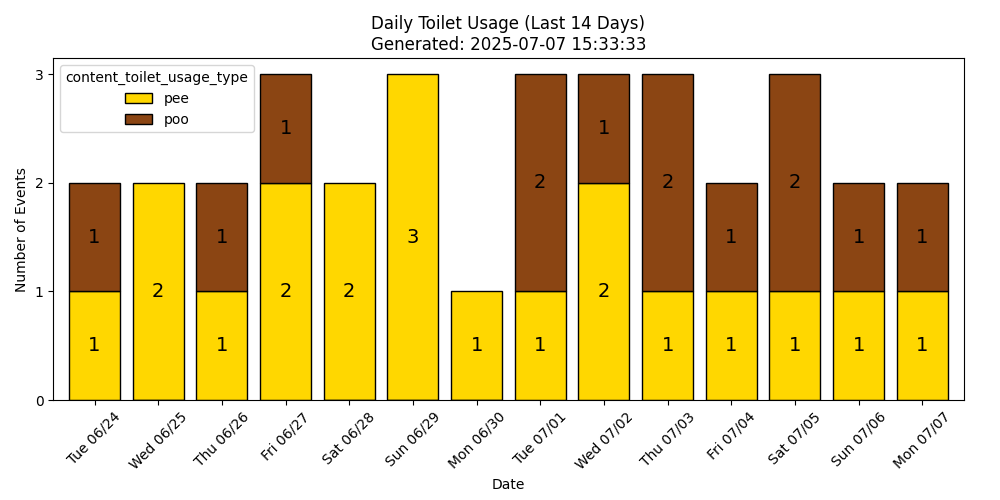 Daily Toilet Usage (Last 14 Days)
Generated: 2025-07-07 15:33:33
content_toilet_usage_type
pee
poo
Number of Events
3
2
1
0
1 1 1 2 1 2 1 2 1 1
1 2 1 2 2 3 1 1 2 1 1 1 1 1
Tue 06/24
Wed 06/25
Thu 06/26
Fri 06/27
Sat 06/28
Sun 06/29
Mon 06/30
Tue 07/01
Wed 07/02
Thu 07/03
Fri 07/04
Sat 07/05
Sun 07/06
Mon 07/07
Date